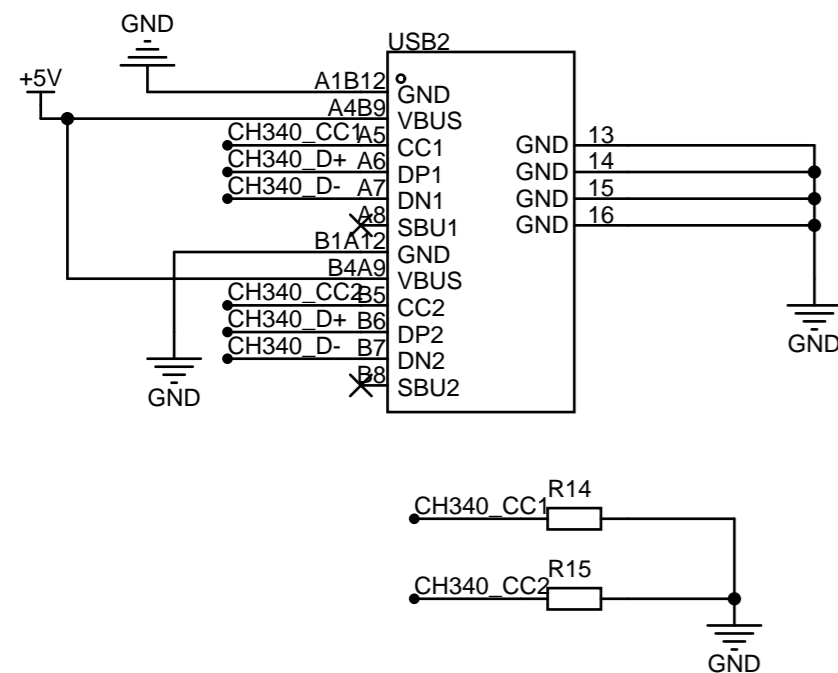 GND
USB2
+5V
A1B12 GND
A4B9 VBUS
CH340_CC1 A5 CC1 GND 13
CH340_D+ A6 DP1 GND 14
CH340_D- A7 DN1 GND 15
A8 SBU1 GND 16
B1A12 GND
B4A9 VBUS
CH340_CC2 B5 CC2
CH340_D+ B6 DP2
CH340_D- B7 DN2
B8 SBU2
GND
GND
R14
CH340_CC1
R15
CH340_CC2
GND